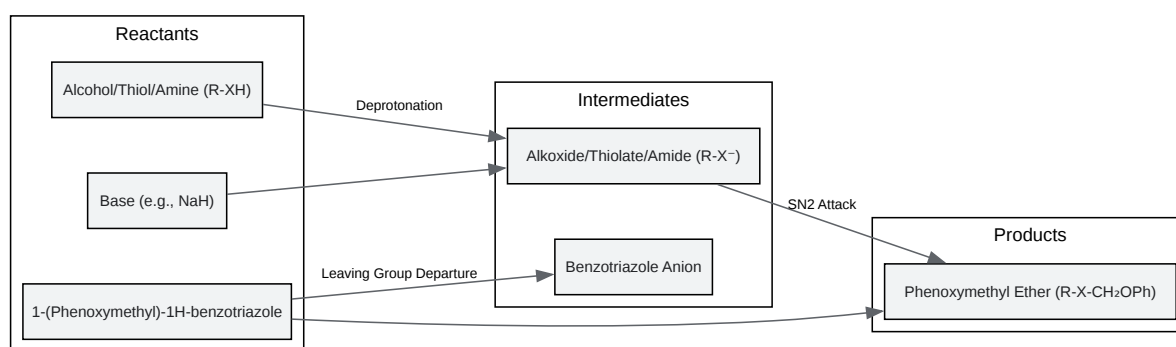 Reactants
Alcohol/Thiol/Amine (R-XH)
Deprotonation
Intermediates
Alkoxide/Thiolate/Amide (R-X⁻)
Base (e.g., NaH)
SN2 Attack
Products
Leaving Group Departure
Benzotriazole Anion
Phenoxymethyl Ether (R-X-CH₂OPh)
1-(Phenoxymethyl)-1H-benzotriazole